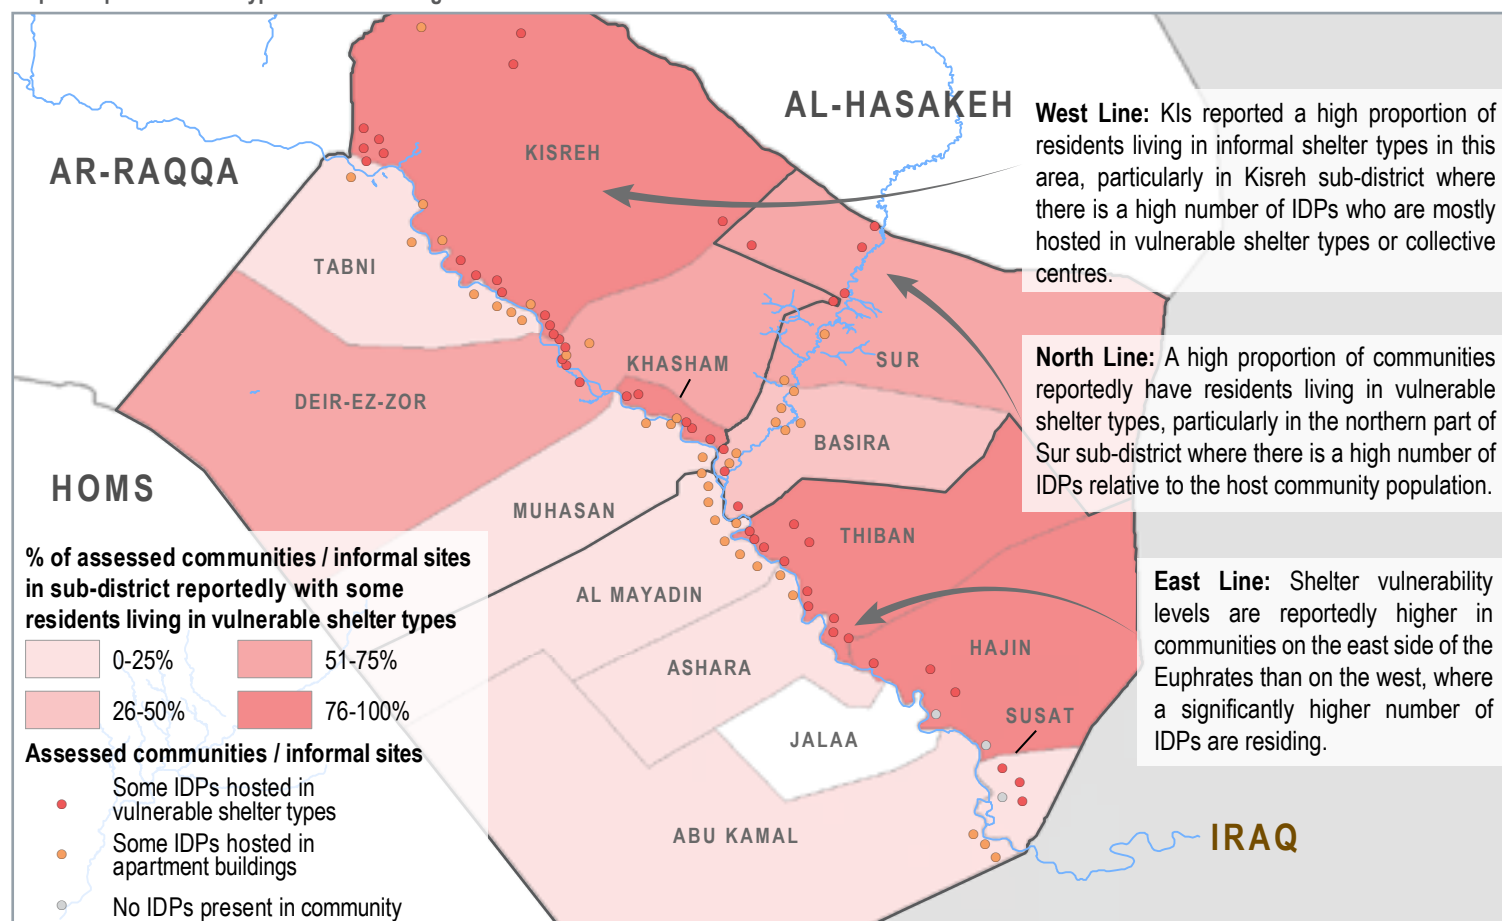 AL-HASAKEH
AR-RAQQA
KISREH
TABNI
KHASHAM
SUR
DEIR-EZ-ZOR
BASIRA
HOMS
MUHASAN
THIBAN
AL MAYADIN
HAJIN
ASHARA
SUSAT
JALAA
ABU KAMAL
IRAQ
West Line: KIs reported a high proportion of
residents living in informal shelter types in this
area, particularly in Kisreh sub-district where
there is a high number of IDPs who are mostly
hosted in vulnerable shelter types or collective
centres.
North Line: A high proportion of communities
reportedly have residents living in vulnerable
shelter types, particularly in the northern part of
Sur sub-district where there is a high number of
IDPs relative to the host community population.
East Line: Shelter vulnerability
levels are reportedly higher in
communities on the east side of the
Euphrates than on the west, where
a significantly higher number of
IDPs are residing.
% of assessed communities / informal sites
in sub-district reportedly with some
residents living in vulnerable shelter types
0-25%
51-75%
26-50%
76-100%
Assessed communities / informal sites
Some IDPs hosted in
vulnerable shelter types
Some IDPs hosted in
apartment buildings
No IDPs present in community